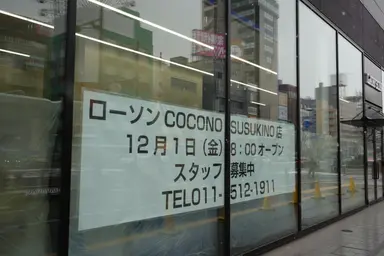 ローソン COCONO SUSUKINO店
12月1日（金）8：00オープン
スタッフ募集中
TEL011-512-1911